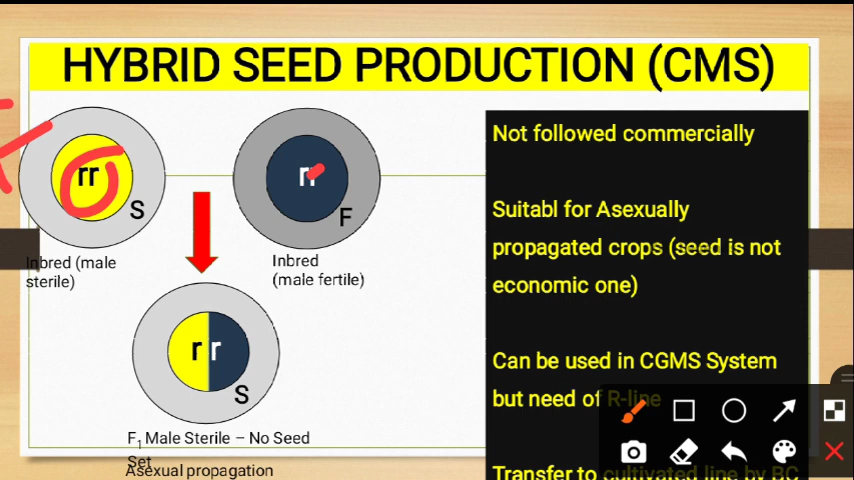 HYBRID SEED PRODUCTION (CMS)
rr
S
rr
F
Inbred (male
sterile)
Inbred
(male fertile)
r r
S
F1 Male Sterile – No Seed
Set
Asexual propagation
Not followed commercially
Suitabl for Asexually
propagated crops (seed is not
economic one)
Can be used in CGMS System
but need of R-line
Transfer to cultivated line by BC